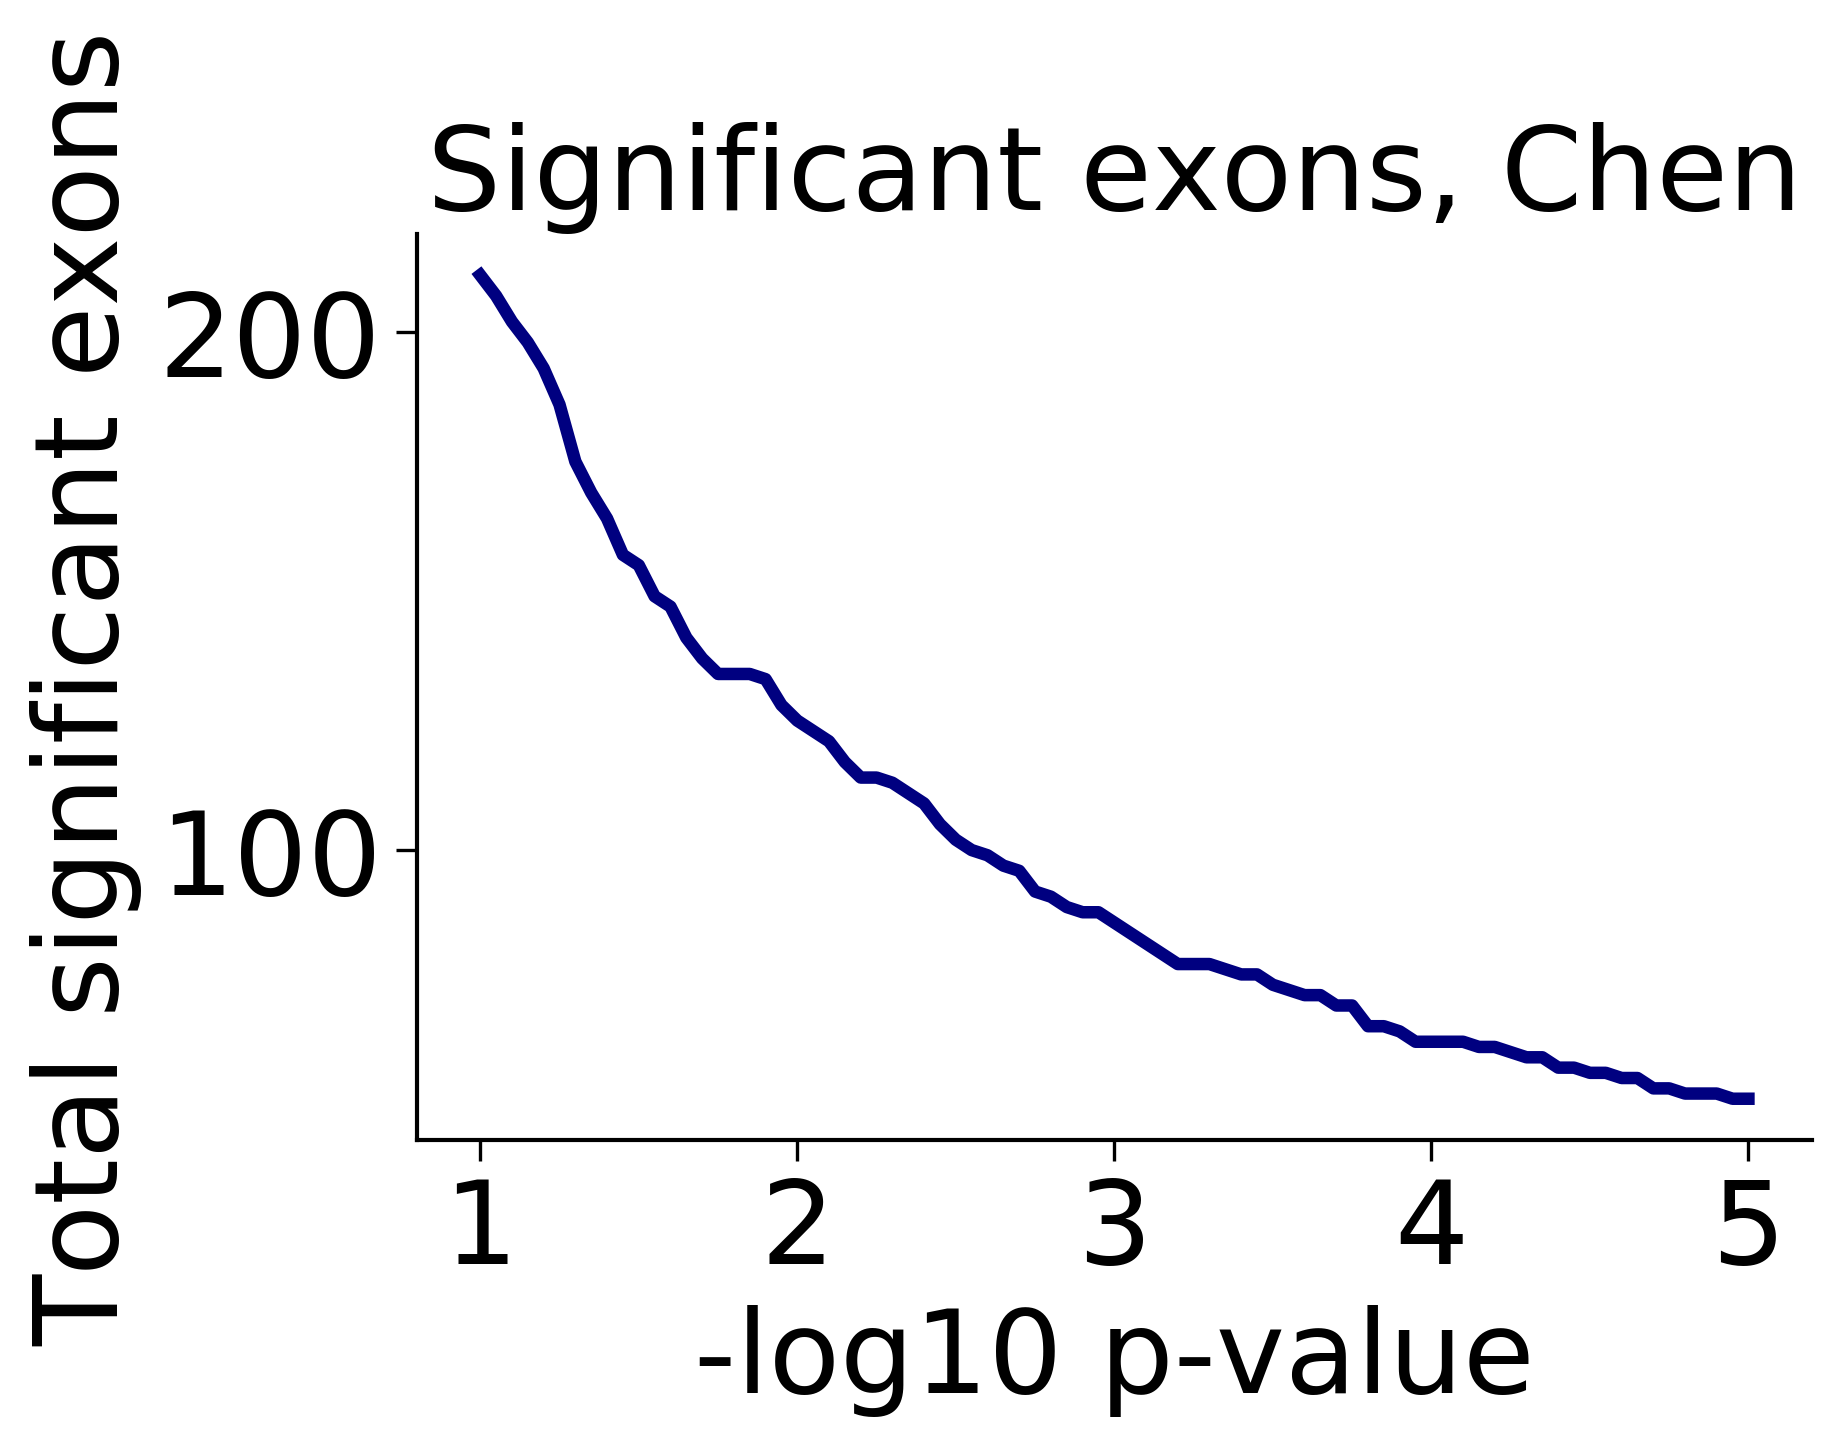 Significant exons, Chen
Total significant exons
200
100
1 2 3 4 5
-log10 p-value